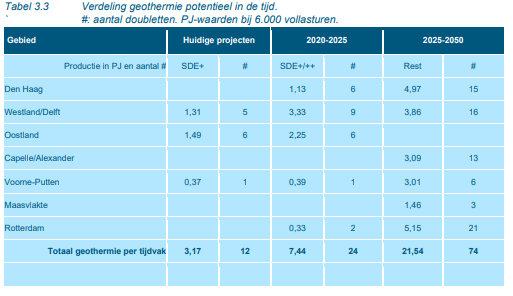 Tabel 3.3 Verdeling geothermie potentieel in de tijd.
` #: aantal doubletten. PJ-waarden bij 6.000 vollasturen.
Gebied Huidige projecten 2020-2025 2025-2050
Productie in PJ en aantal # SDE+ # SDE+/++ # Rest #
Den Haag 1,13 6 4,97 15
Westland/Delft 1,31 5 3,33 9 3,86 16
Oostland 1,49 6 2,25 6
Capelle/Alexander 3,09 13
Voorne-Putten 0,37 1 0,39 1 3,01 6
Maasvlakte 1,46 3
Rotterdam 0,33 2 5,15 21
Totaal geothermie per tijdvak 3,17 12 7,44 24 21,54 74